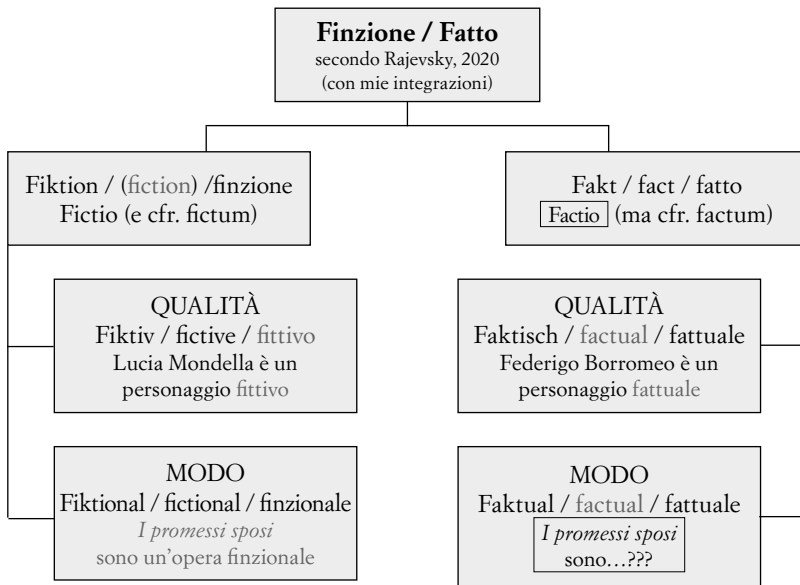 Finzione / Fatto
secondo Rajevsky, 2020
(con mie integrazioni)
Fiktion / (fiction) /finzione
Fictio (e cfr. fictum)
Fakt / fact / fatto
Factio (ma cfr. factum)
QUALITÀ
Fiktiv / fictive / fittivo
Lucia Mondella è un
personaggio fittivo
QUALITÀ
Faktisch / factual / fattuale
Federigo Borromeo è un
personaggio fattuale
MODO
Fiktional / fictional / finzionale
I promessi sposi
sono un'opera finzionale
MODO
Faktual / factual / fattuale
I promessi sposi
sono…???